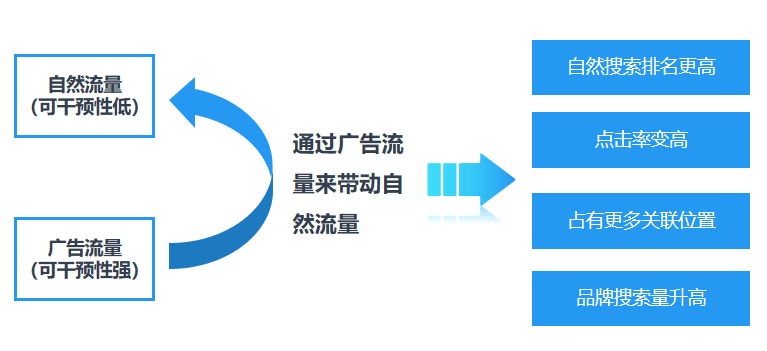 自然流量
（可干预性低）
广告流量
（可干预性强）
通过广告流
量来带动自
然流量
自然搜索排名更高
点击率变高
占有更多关联位置
品牌搜索量升高